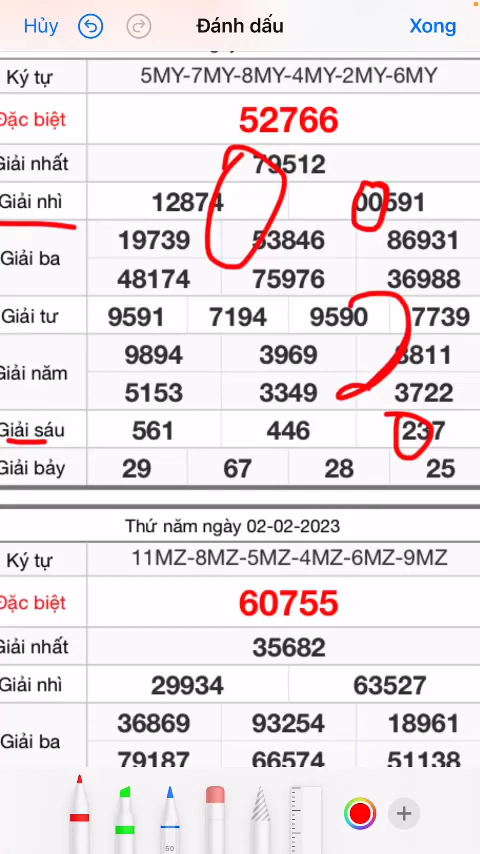 Hủy Đánh dấu Xong
Ký tự 5MY-7MY-8MY-4MY-2MY-6MY
Đặc biệt 52766
Giải nhất 79512
Giải nhì 12874 00591
Giải ba 19739 53846 86931
48174 75976 36988
Giải tư 9591 7194 9590 7739
Giải năm 9894 3969 8811
5153 3349 3722
Giải sáu 561 446 237
Giải bảy 29 67 28 25
Thứ năm ngày 02-02-2023
Ký tự 11MZ-8MZ-5MZ-4MZ-6MZ-9MZ
Đặc biệt 60755
Giải nhất 35682
Giải nhì 29934 63527
Giải ba 36869 93254 18961
79187 66574 51138
50